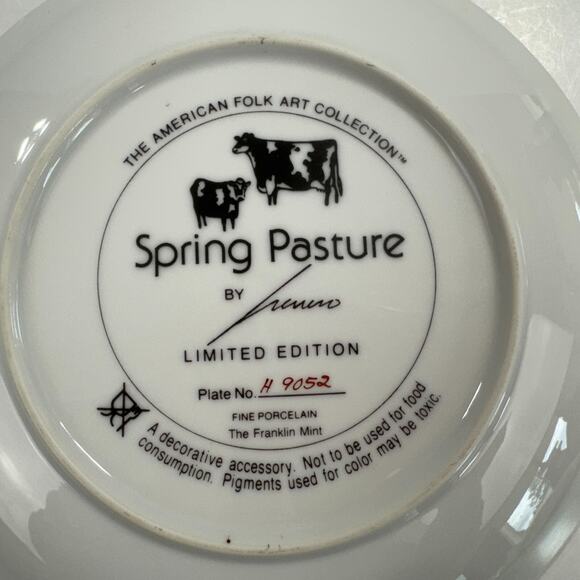 THE AMERICAN FOLK ART COLLECTION™
Spring Pasture
BY
LIMITED EDITION
Plate No. H 9052
FINE PORCELAIN
The Franklin Mint
A decorative accessory. Not to be used for food
consumption. Pigments used for color may be toxic.